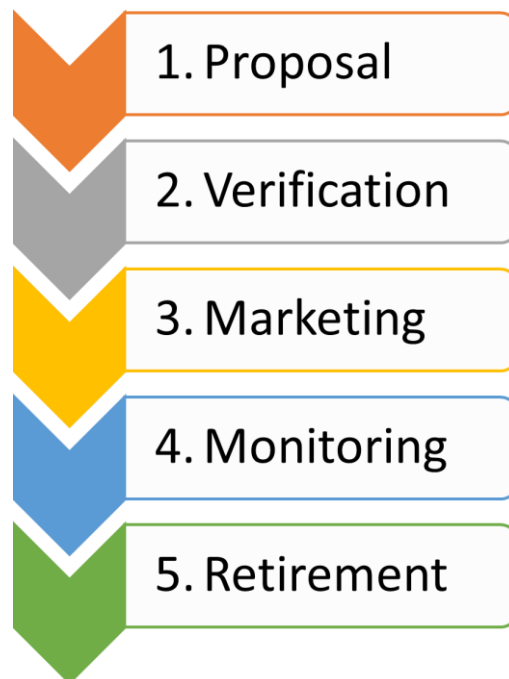 1. Proposal
2. Verification
3. Marketing
4. Monitoring
5. Retirement